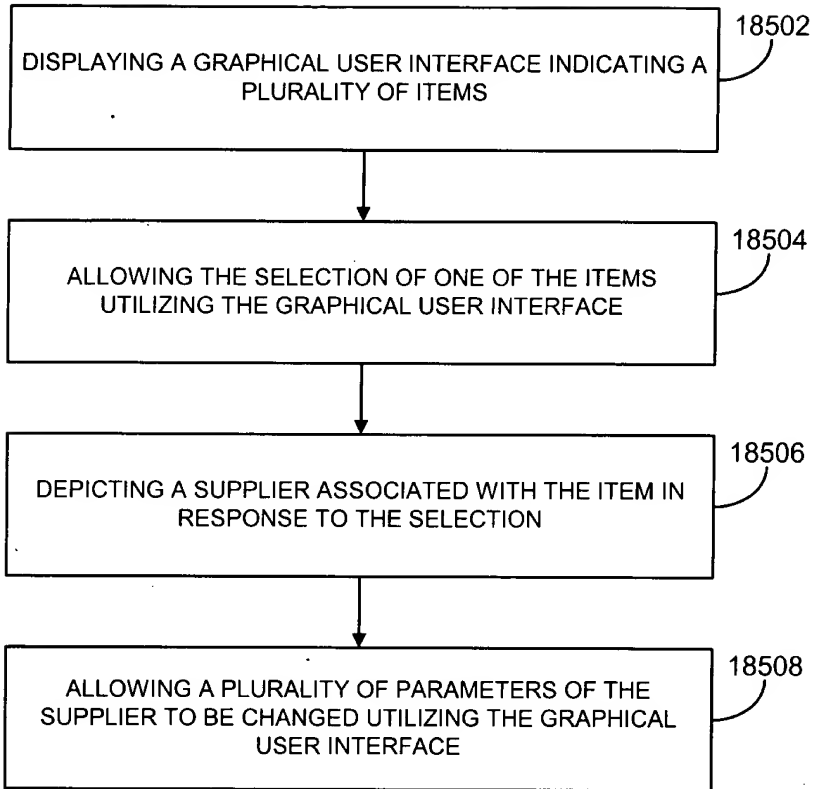 18502
DISPLAYING A GRAPHICAL USER INTERFACE INDICATING A
PLURALITY OF ITEMS
18504
ALLOWING THE SELECTION OF ONE OF THE ITEMS
UTILIZING THE GRAPHICAL USER INTERFACE
18506
DEPICTING A SUPPLIER ASSOCIATED WITH THE ITEM IN
RESPONSE TO THE SELECTION
18508
ALLOWING A PLURALITY OF PARAMETERS OF THE
SUPPLIER TO BE CHANGED UTILIZING THE GRAPHICAL
USER INTERFACE